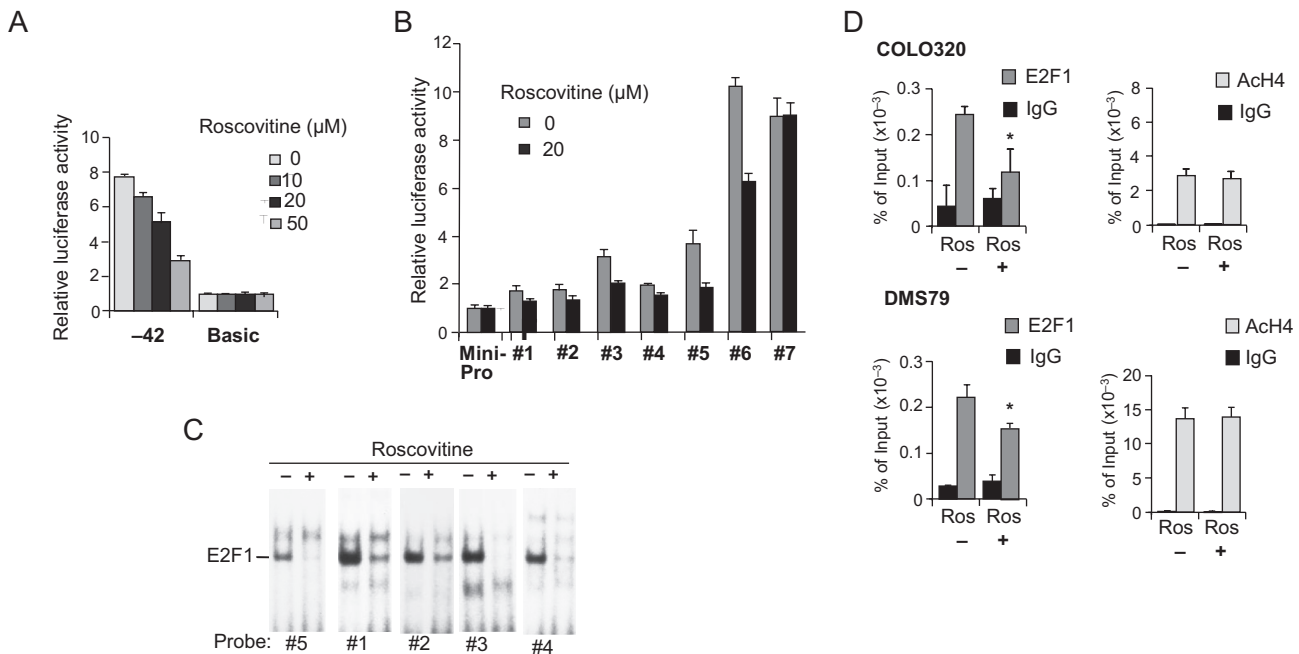 A
Roscovitine (µM)
0
10
20
50
Relative luciferase activity
10
8
6
4
2
0
–42 Basic
B
Roscovitine (µM)
0
20
Relative luciferase activity
12
10
8
6
4
2
0
Mini-
Pro #1 #2 #3 #4 #5 #6 #7
C
Roscovitine
– + – + – + – + – +
E2F1
Probe: #5 #1 #2 #3 #4
D
COLO320
E2F1
IgG
% of Input (x10–3)
0.3
0.2
0.1
0
*
Ros Ros
– +
AcH4
IgG
% of Input (x10–3)
8
6
4
2
0
Ros Ros
– +
DMS79
E2F1
IgG
% of Input (x10–3)
0.3
0.2
0.1
0
*
Ros Ros
– +
AcH4
IgG
% of Input (x10–3)
20
15
10
5
0
Ros Ros
– +